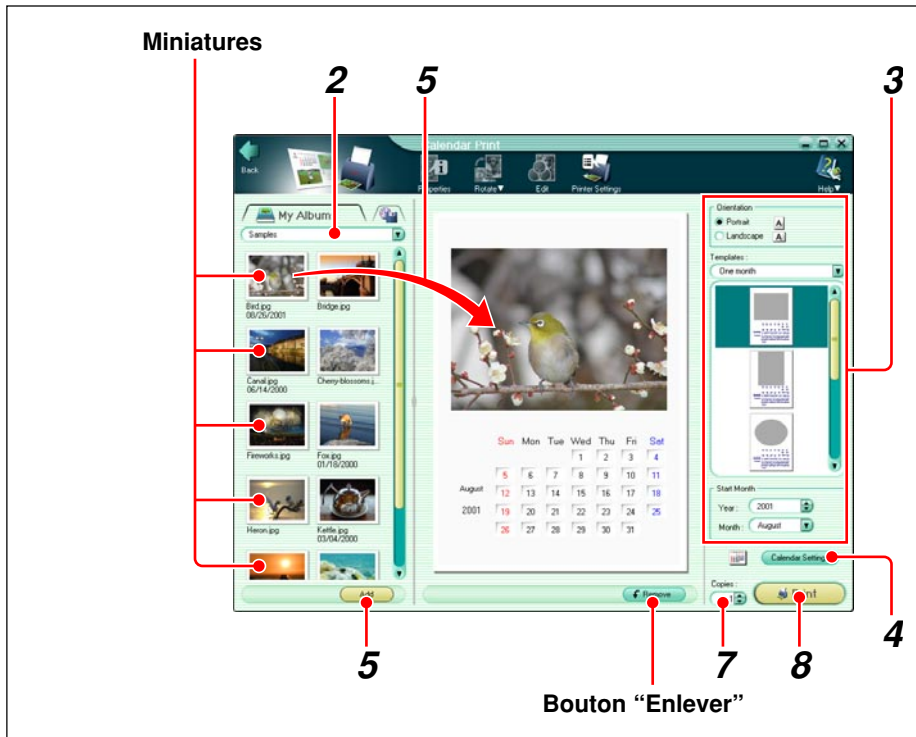 Miniatures
2 5 3
Calendar Print
Back
Properties Rotate▼ Edit Printer Settings Help▼
My Album
Samples
Bird.jpg Bridge.jpg
08/26/2001
Canal.jpg Cherry-blossoms.j...
06/14/2000
Fireworks.jpg Fox.jpg
01/18/2000
Heron.jpg Kettle.jpg
03/04/2000
Add
Sun Mon Tue Wed Thu Fri Sat
1 2 3 4
5 6 7 8 9 10 11
August 12 13 14 15 16 17 18
2001 19 20 21 22 23 24 25
26 27 28 29 30 31
Remove
Orientation
Portrait A
Landscape A
Templates :
One month
Start Month
Year : 2001
Month : August
Calendar Setting
Copies :
1 Print
5 7 8 4
Bouton “Enlever”